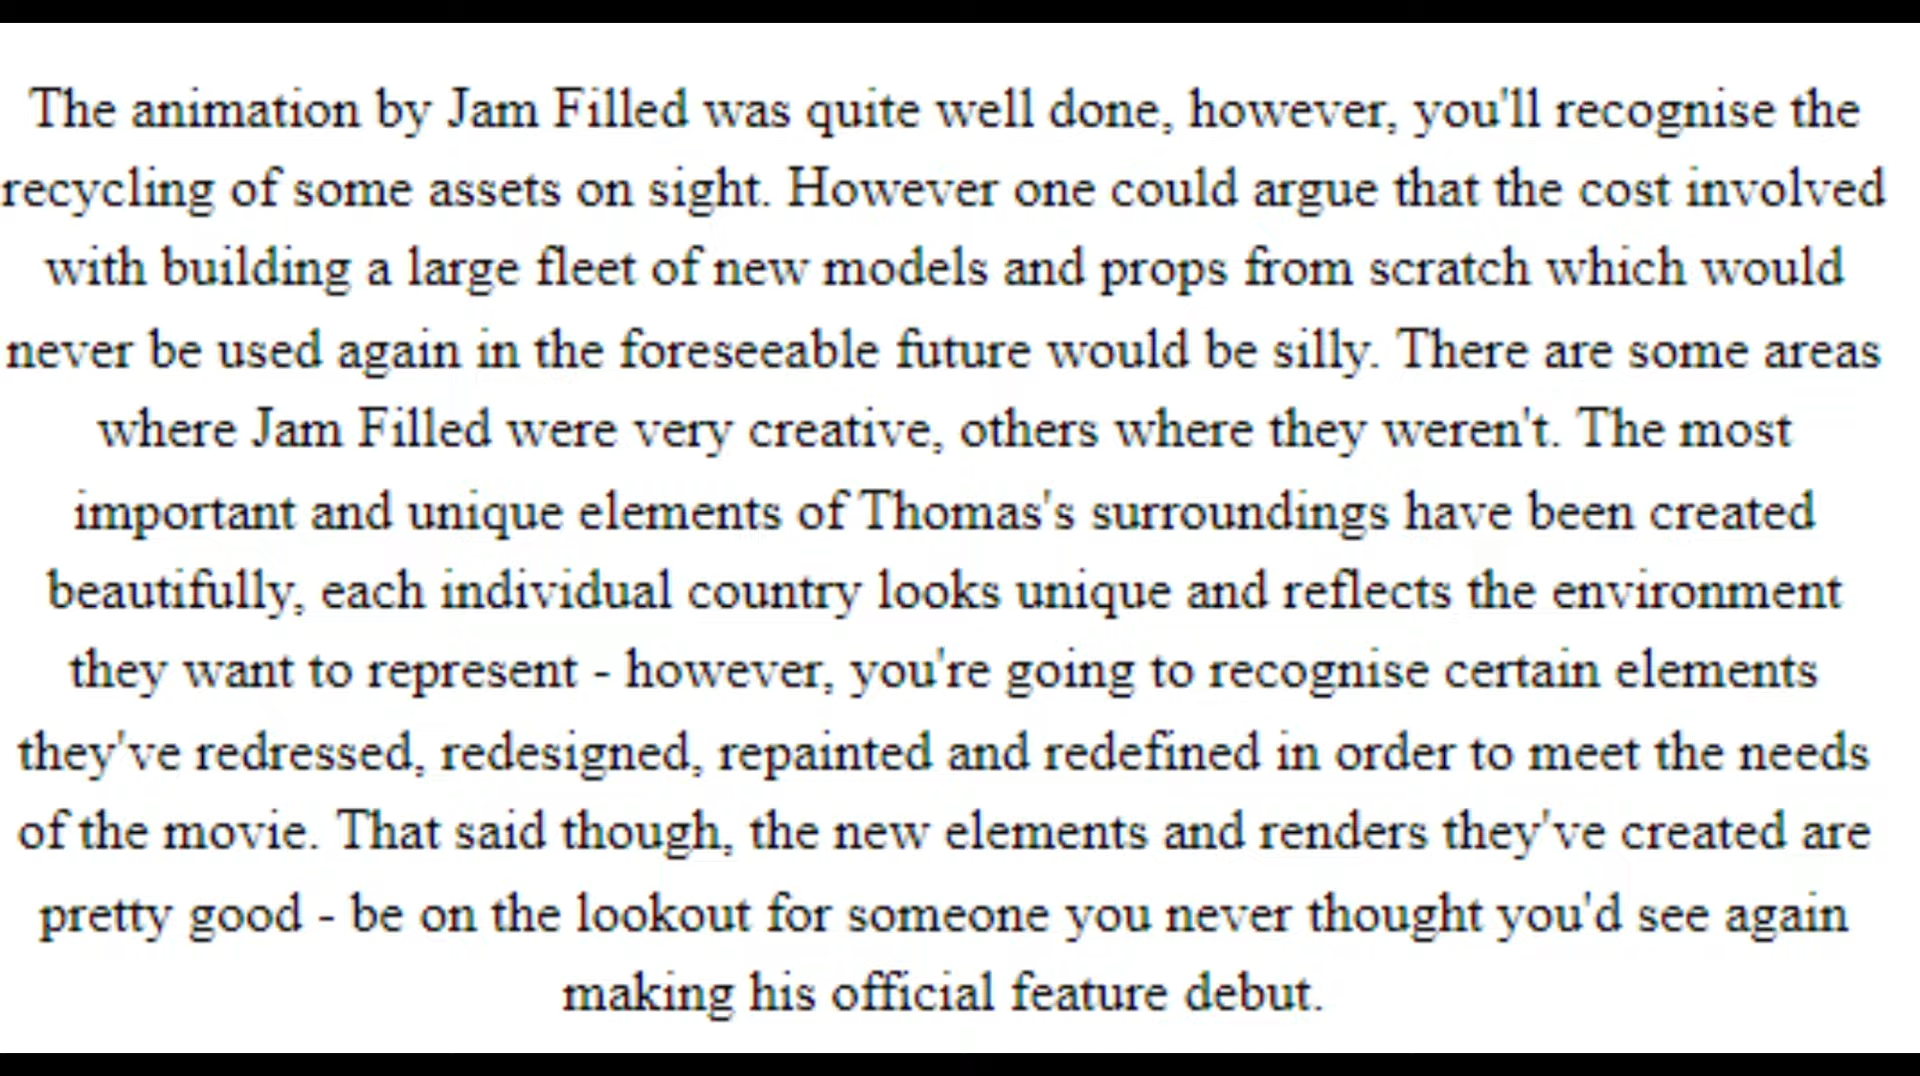 The animation by Jam Filled was quite well done, however, you'll recognise the
recycling of some assets on sight. However one could argue that the cost involved
with building a large fleet of new models and props from scratch which would
never be used again in the foreseeable future would be silly. There are some areas
where Jam Filled were very creative, others where they weren't. The most
important and unique elements of Thomas's surroundings have been created
beautifully, each individual country looks unique and reflects the environment
they want to represent - however, you're going to recognise certain elements
they've redressed, redesigned, repainted and redefined in order to meet the needs
of the movie. That said though, the new elements and renders they've created are
pretty good - be on the lookout for someone you never thought you'd see again
making his official feature debut.